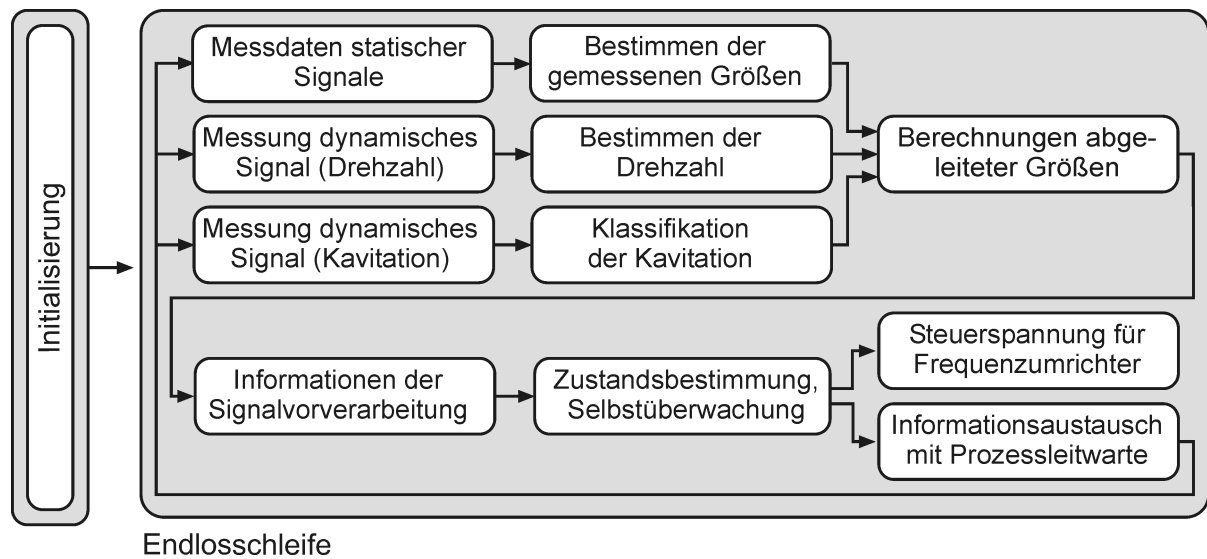 Initialisierung
Messdaten statischer
Signale
Bestimmen der
gemessenen Größen
Messung dynamisches
Signal (Drehzahl)
Bestimmen der
Drehzahl
Berechnungen abge-
leiteter Größen
Messung dynamisches
Signal (Kavitation)
Klassifikation
der Kavitation
Informationen der
Signalvorverarbeitung
Zustandsbestimmung,
Selbstüberwachung
Steuerspannung für
Frequenzumrichter
Informationsaustausch
mit Prozessleitwarte
Endlosschleife